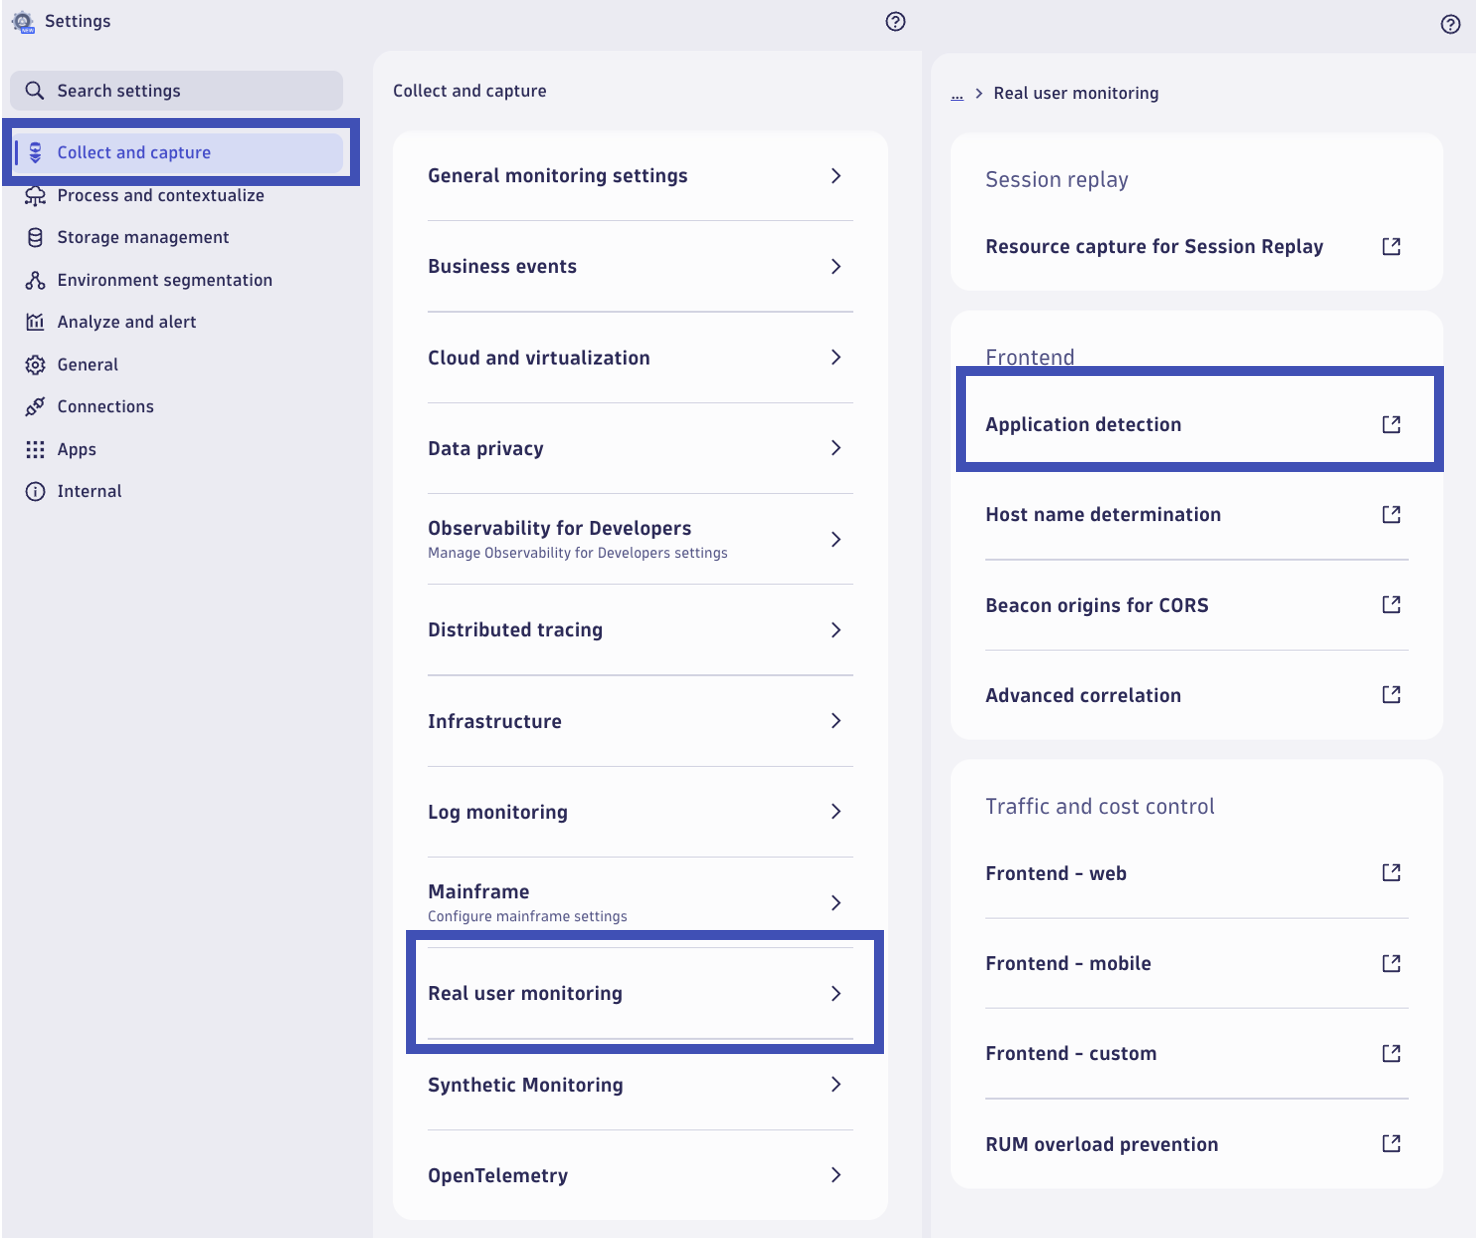 Settings
Search settings
Collect and capture
Process and contextualize
Storage management
Environment segmentation
Analyze and alert
General
Connections
Apps
Internal
Collect and capture
General monitoring settings
Business events
Cloud and virtualization
Data privacy
Observability for Developers
Manage Observability for Developers settings
Distributed tracing
Infrastructure
Log monitoring
Mainframe
Configure mainframe settings
Real user monitoring
Synthetic Monitoring
OpenTelemetry
... > Real user monitoring
Session replay
Resource capture for Session Replay
Frontend
Application detection
Host name determination
Beacon origins for CORS
Advanced correlation
Traffic and cost control
Frontend - web
Frontend - mobile
Frontend - custom
RUM overload prevention